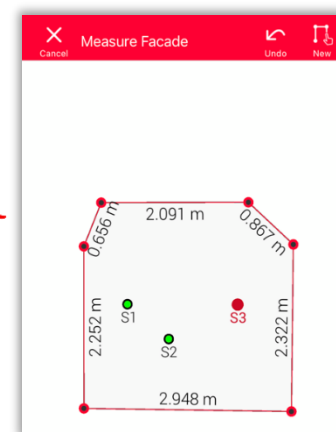 Measure Facade
Cancel
Undo
New
2.091 m
0.656 m
0.867 m
S1
S3
S2
2.252 m
2.322 m
2.948 m